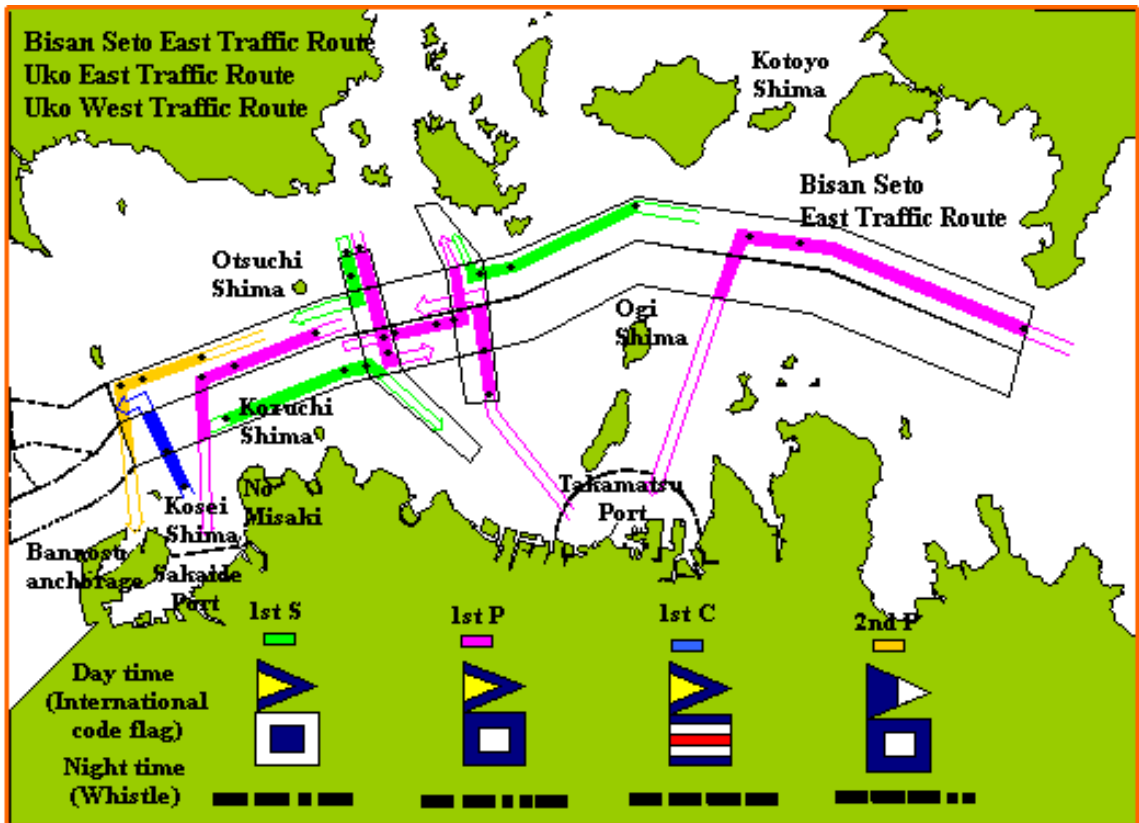 Bisan Seto East Traffic Route
Uko East Traffic Route
Uko West Traffic Route
Kotoyo
Shima
Bisan Seto
East Traffic Route
Otsuchi
Shima
Ogi
Shima
Kozuchi
Shima
Takamatsu
Port
No
Misaki
Kosei
Shima
Bannosu
anchorage
Sakaide
Port
1st S
1st P
1st C
2nd P
Day time
(International
code flag)
Night time
(Whistle)